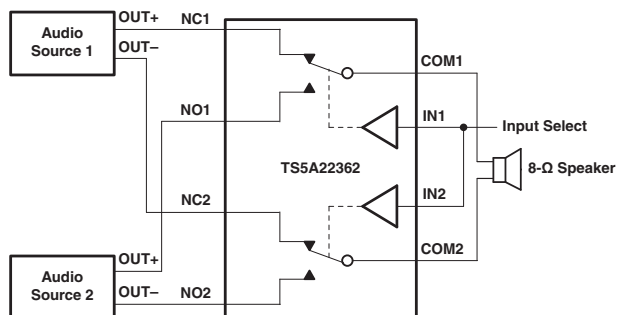 Audio
Source 1
OUT+
OUT–
NC1
NO1
NC2
NO2
TS5A22362
COM1
IN1
Input Select
8-Ω Speaker
IN2
COM2
Audio
Source 2
OUT+
OUT–